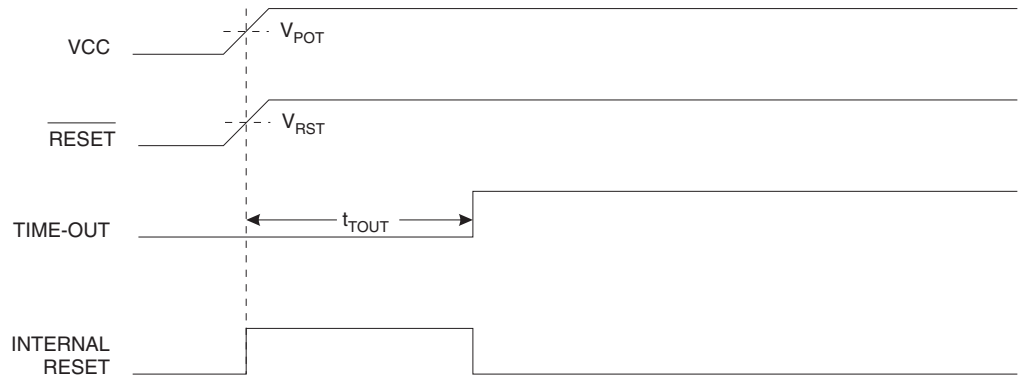 VCC
V_POT
RESET
V_RST
TIME-OUT
t_TOUT
INTERNAL
RESET